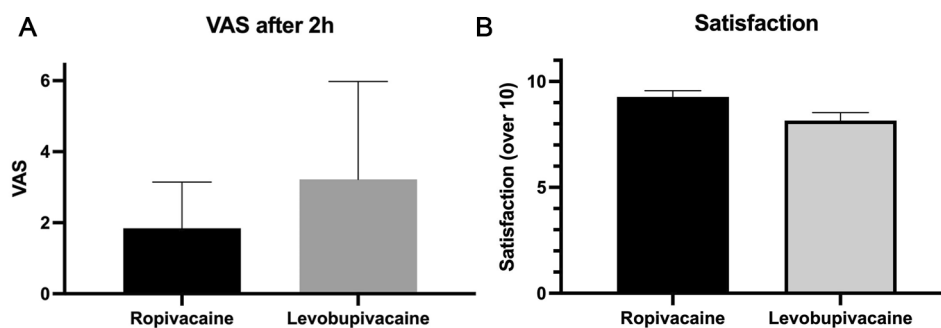 A
VAS after 2h
VAS
6
4
2
0
Ropivacaine
Levobupivacaine
B
Satisfaction
Satisfaction (over 10)
10
5
0
Ropivacaine
Levobupivacaine